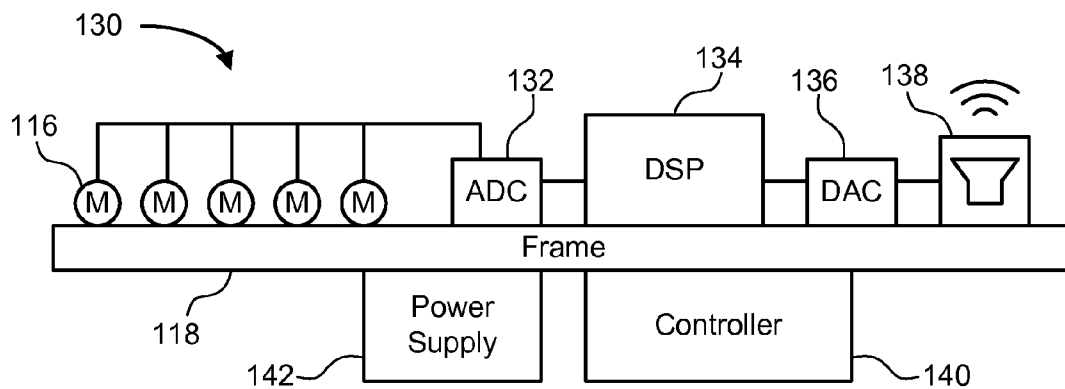 130
132
134
136
138
116
M M M M M
ADC
DSP
DAC
Frame
118
Power
Supply
Controller
142
140